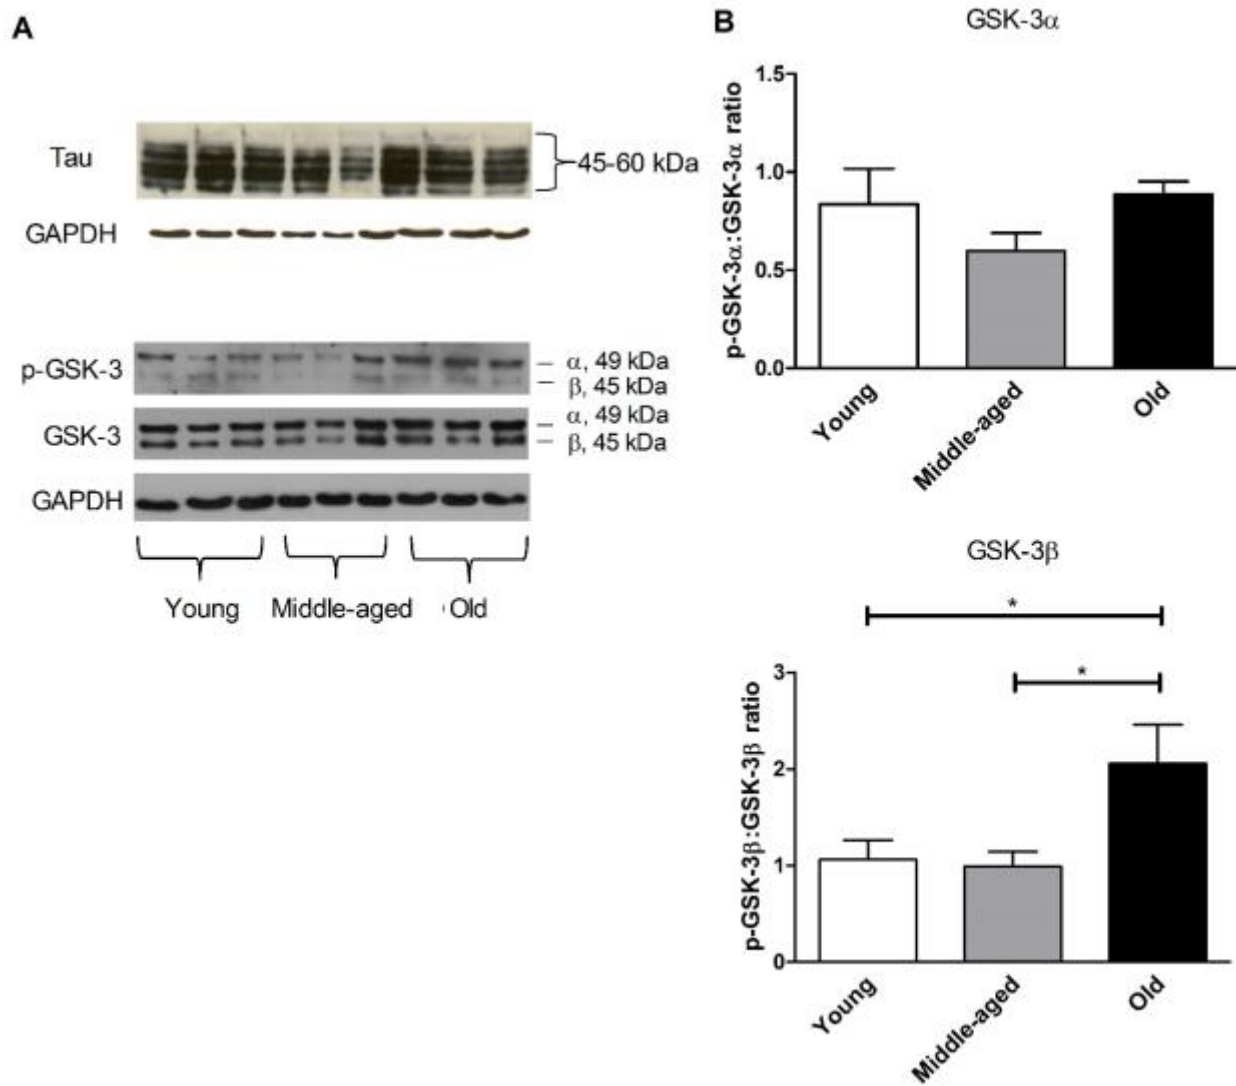 A
Tau
45-60 kDa
GAPDH
p-GSK-3
α, 49 kDa
β, 45 kDa
GSK-3
α, 49 kDa
β, 45 kDa
GAPDH
Young
Middle-aged
Old
B
GSK-3α
p-GSK-3α:GSK-3α ratio
1.5
1.0
0.5
0.0
Young
Middle-aged
Old
GSK-3β
*
*
p-GSK-3β:GSK-3β ratio
3
2
1
0
Young
Middle-aged
Old